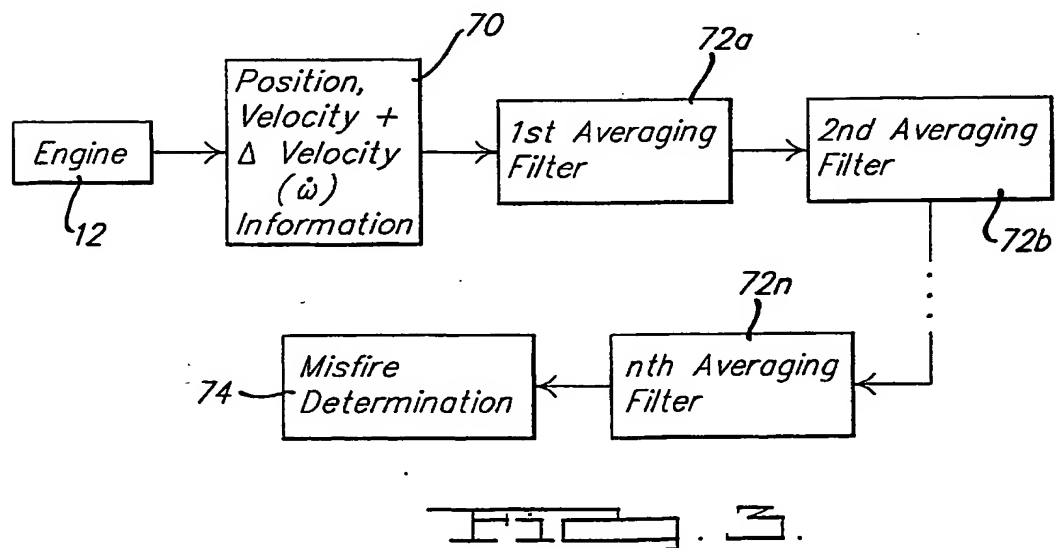 70
Position,
Velocity +
Δ Velocity
(ω̇)
Information
Engine
12
72a
1st Averaging
Filter
2nd Averaging
Filter
72b
72n
nth Averaging
Filter
Misfire
Determination
74
FIG. 3.